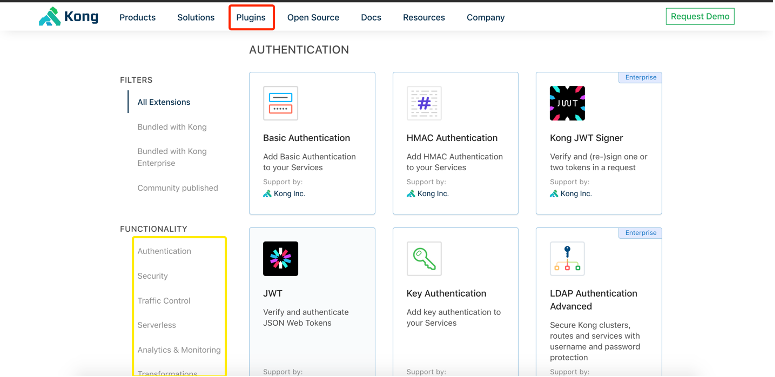 Kong
Products
Solutions
Plugins
Open Source
Docs
Resources
Company
Request Demo
AUTHENTICATION
FILTERS
All Extensions
Bundled with Kong
Bundled with Kong
Enterprise
Community published
FUNCTIONALITY
Authentication
Security
Traffic Control
Serverless
Analytics & Monitoring
Transformations
Basic Authentication
Add Basic Authentication
to your Services
Support by:
Kong Inc.
#
HMAC Authentication
Add HMAC Authentication
to your Services
Support by:
Kong Inc.
Enterprise
JWT
Kong JWT Signer
Verify and (re-)sign one or
two tokens in a request
Support by:
Kong Inc.
JWT
Verify and authenticate
JSON Web Tokens
Support by:
Key Authentication
Add key authentication to
your Services
Support by:
Enterprise
LDAP Authentication
Advanced
Secure Kong clusters,
routes and services with
username and password
protection
Support by: